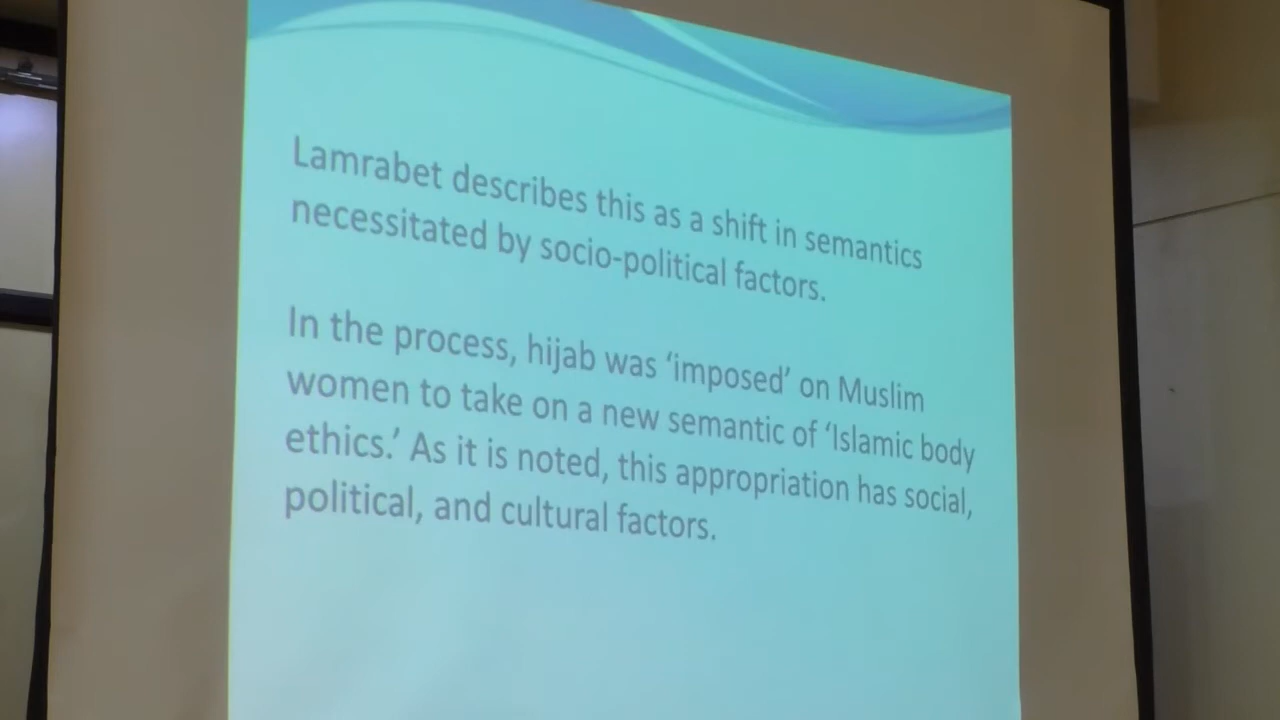 Lamrabet describes this as a shift in semantics
necessitated by socio-political factors.
In the process, hijab was ‘imposed’ on Muslim
women to take on a new semantic of ‘Islamic body
ethics.’ As it is noted, this appropriation has social,
political, and cultural factors.